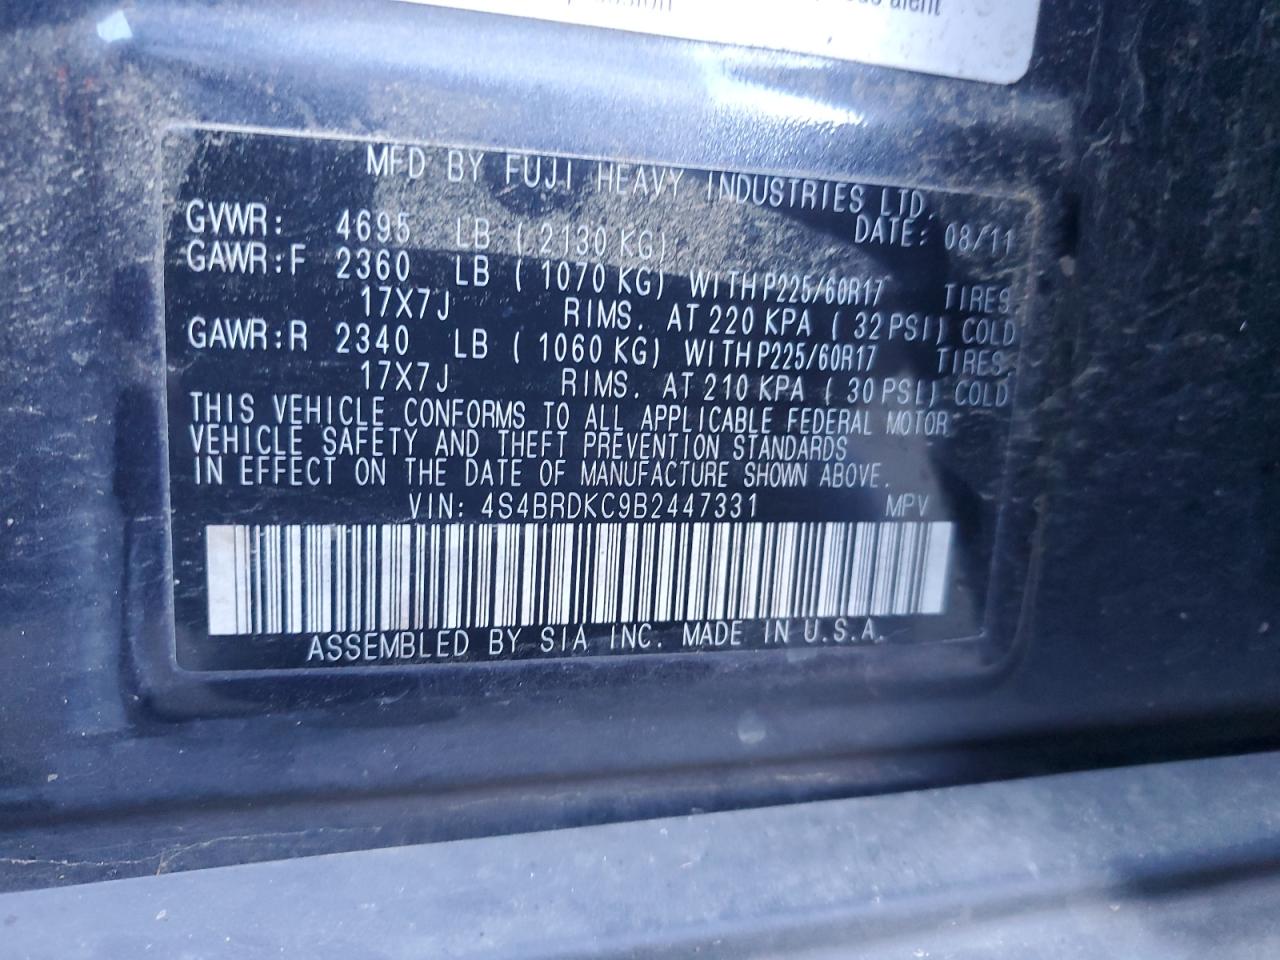 MFD BY FUJI HEAVY INDUSTRIES LTD.
GVWR: 4695 LB ( 2130 KG) DATE: 08/11
GAWR:F 2360 LB ( 1070 KG) WITH P225/60R17 TIRES
17X7J RIMS. AT 220 KPA ( 32 PSI) COLD
GAWR:R 2340 LB ( 1060 KG) WITH P225/60R17 TIRES
17X7J RIMS. AT 210 KPA ( 30 PSI) COLD
THIS VEHICLE CONFORMS TO ALL APPLICABLE FEDERAL MOTOR
VEHICLE SAFETY AND THEFT PREVENTION STANDARDS
IN EFFECT ON THE DATE OF MANUFACTURE SHOWN ABOVE.
VIN: 4S4BRDKC9B2447331 MPV
ASSEMBLED BY SIA INC. MADE IN U.S.A.